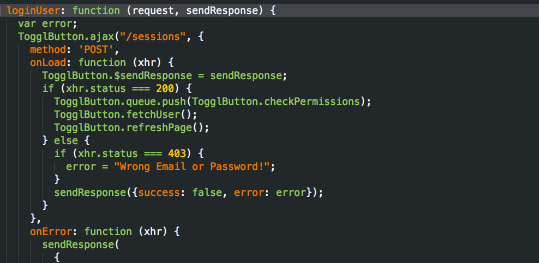 loginUser: function (request, sendResponse) {
var error;
TogglButton.ajax("/sessions", {
method: 'POST',
onLoad: function (xhr) {
TogglButton.$sendResponse = sendResponse;
if (xhr.status === 200) {
TogglButton.queue.push(TogglButton.checkPermissions);
TogglButton.fetchUser();
TogglButton.refreshPage();
} else {
if (xhr.status === 403) {
error = "Wrong Email or Password!";
}
sendResponse({success: false, error: error});
}
},
onError: function (xhr) {
sendResponse(
{